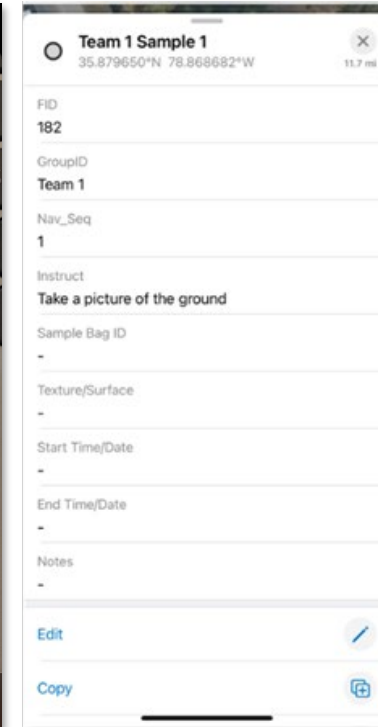 Team 1 Sample 1
35.879650°N 78.868682°W
11.7 mi
FID
182
GroupID
Team 1
Nav_Seq
1
Instruct
Take a picture of the ground
Sample Bag ID
-
Texture/Surface
-
Start Time/Date
-
End Time/Date
-
Notes
-
Edit
Copy